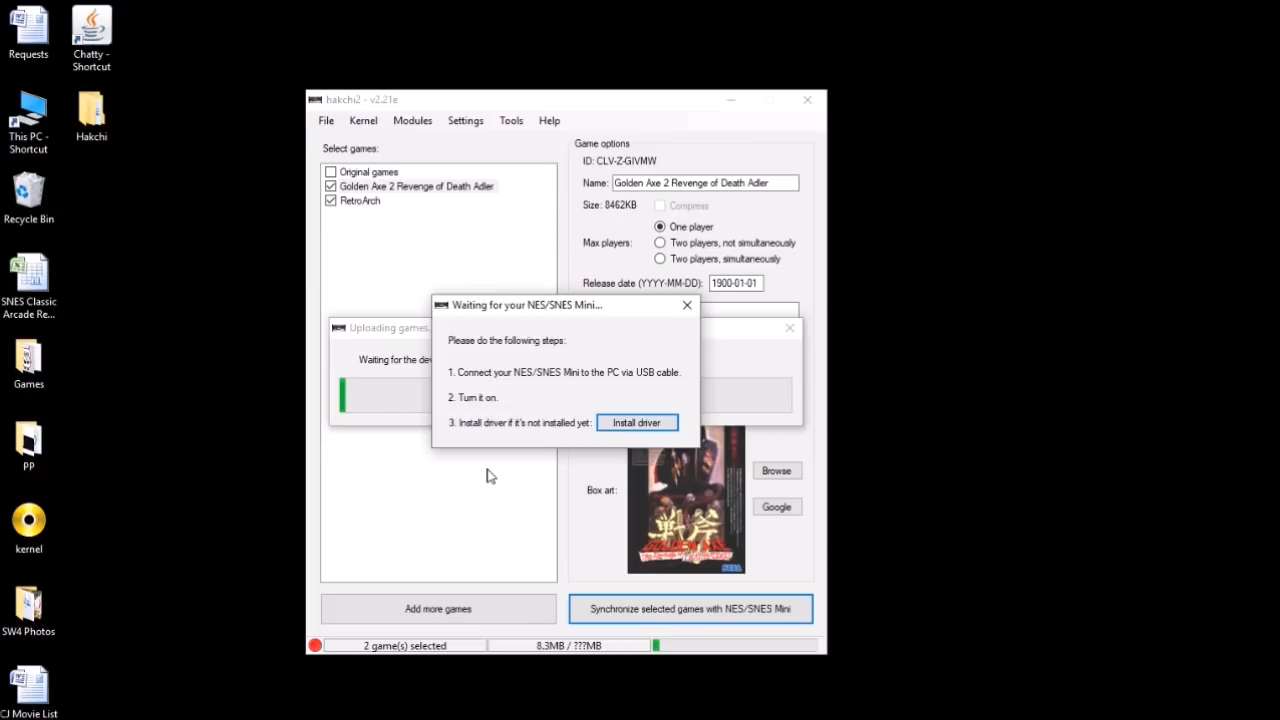 Requests
Chatty -
Shortcut
This PC -
Shortcut
Hakchi
Recycle Bin
SNES Classic
Arcade Re...
Games
PP
kernel
SW4 Photos
CJ Movie List
hakchi2 - v2.21e
File Kernel Modules Settings Tools Help
Select games:
Original games
Golden Axe 2 Revenge of Death Adler
RetroArch
Game options
ID: CLV-Z-GIVMW
Name: Golden Axe 2 Revenge of Death Adler
Size: 8462KB Compress
One player
Max players: Two players, not simultaneously
Two players, simultaneously
Release date (YYYY-MM-DD): 1900-01-01
Uploading games.
Waiting for the dev
Waiting for your NES/SNES Mini...
Please do the following steps:
1. Connect your NES/SNES Mini to the PC via USB cable.
2. Turn it on.
3. Install driver if it's not installed yet: Install driver
Box art:
Browse
Google
戦斧
GOLDEN AXE
SEGA
Add more games
Synchronize selected games with NES/SNES Mini
2 game(s) selected
8.3MB / ???MB